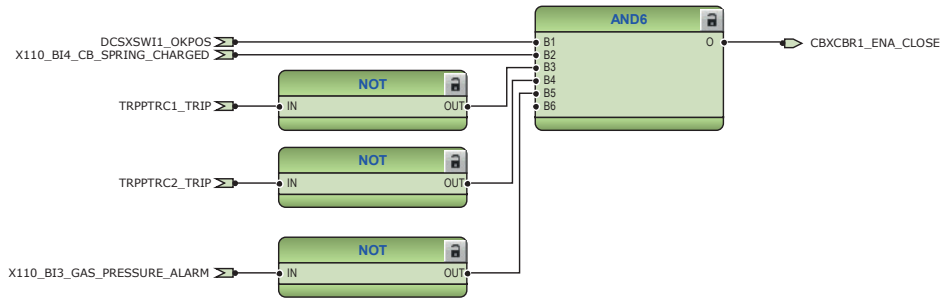 AND6
DCSXSWI1_OKPOS
B1
O
CBXCBR1_ENA_CLOSE
X110_BI4_CB_SPRING_CHARGED
B2
B3
B4
B5
B6
NOT
TRPPTRC1_TRIP
IN
OUT
NOT
TRPPTRC2_TRIP
IN
OUT
NOT
X110_BI3_GAS_PRESSURE_ALARM
IN
OUT